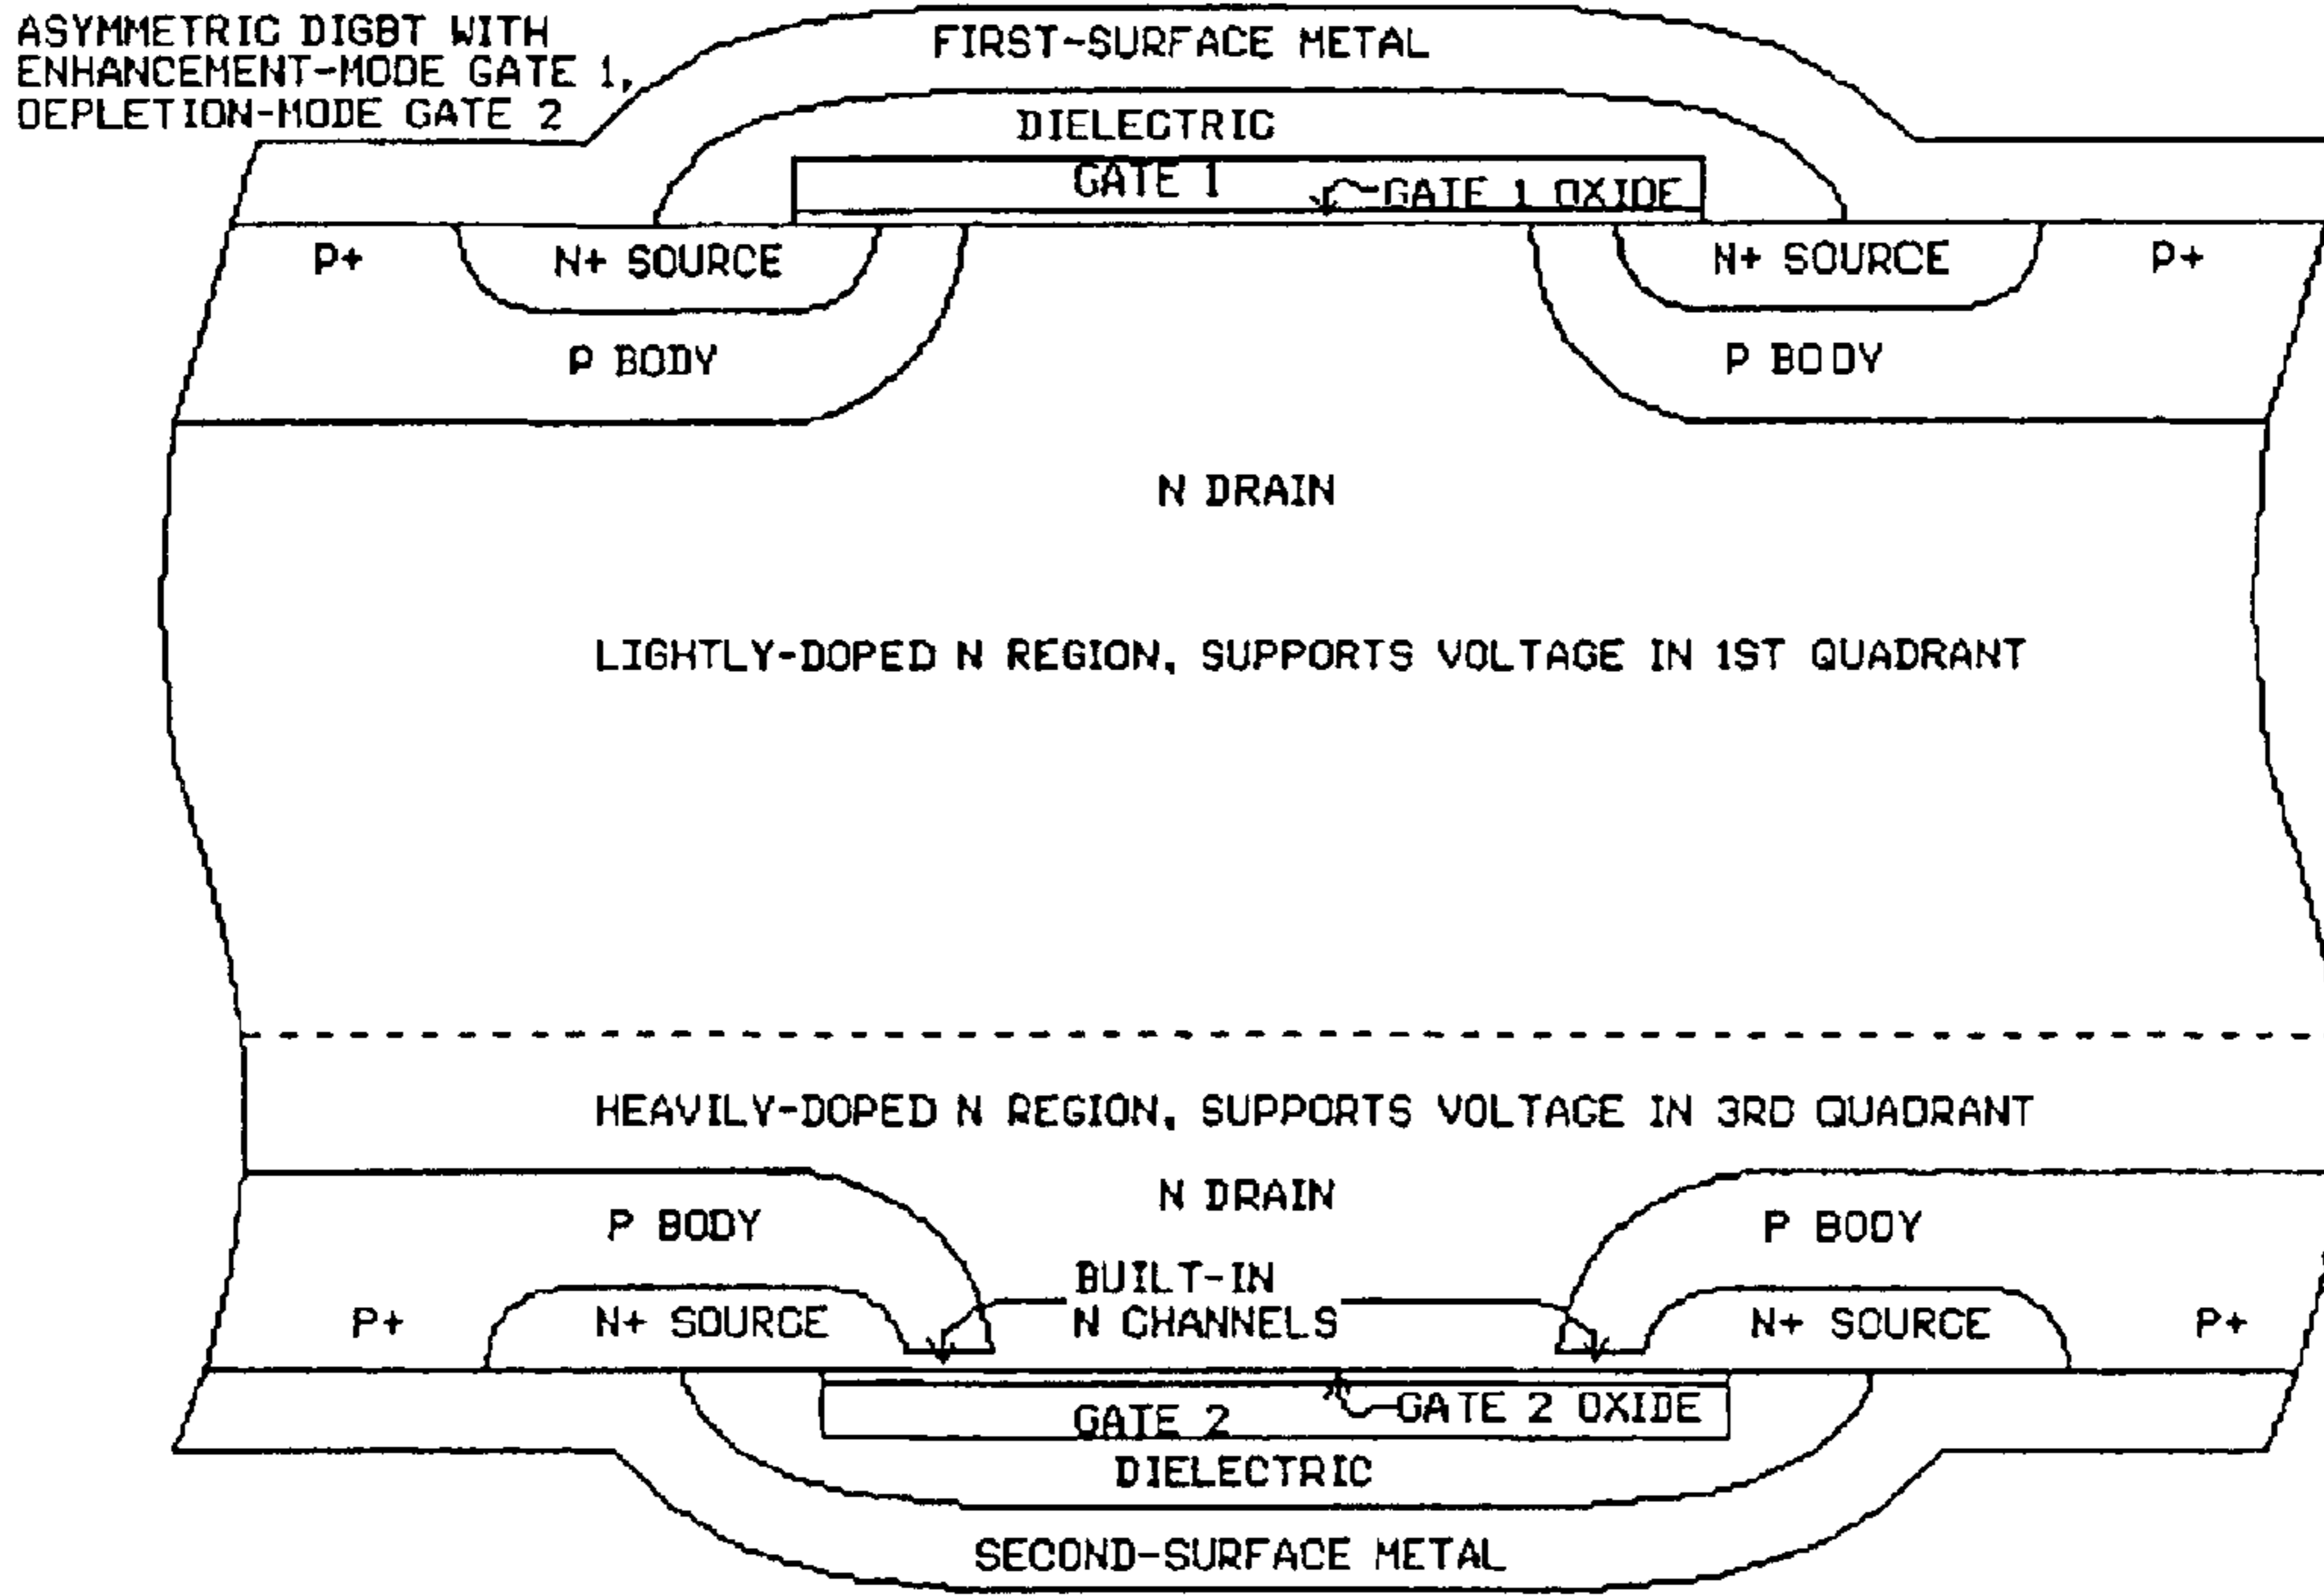 ASYMMETRIC DIGBT WITH
ENHANCEMENT-MODE GATE 1,
DEPLETION-MODE GATE 2
FIRST-SURFACE METAL
DIELECTRIC
GATE 1
GATE 1 OXIDE
P+
N+ SOURCE
N+ SOURCE
P+
P BODY
P BODY
N DRAIN
LIGHTLY-DOPED N REGION, SUPPORTS VOLTAGE IN 1ST QUADRANT
HEAVILY-DOPED N REGION, SUPPORTS VOLTAGE IN 3RD QUADRANT
N DRAIN
P BODY
P BODY
BUILT-IN
N CHANNELS
P+
N+ SOURCE
N+ SOURCE
P+
GATE 2
GATE 2 OXIDE
DIELECTRIC
SECOND-SURFACE METAL